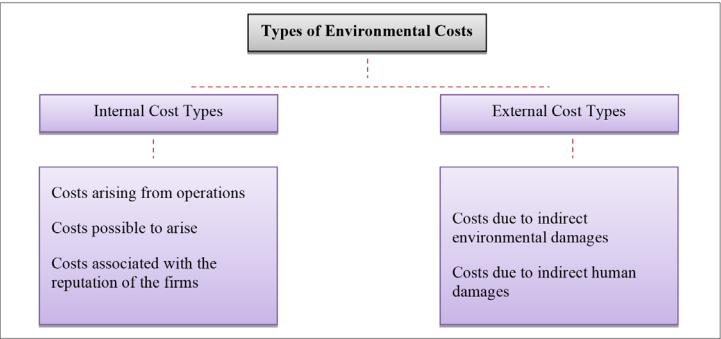 Types of Environmental Costs
Internal Cost Types
External Cost Types
Costs arising from operations
Costs possible to arise
Costs associated with the
reputation of the firms
Costs due to indirect
environmental damages
Costs due to indirect human
damages